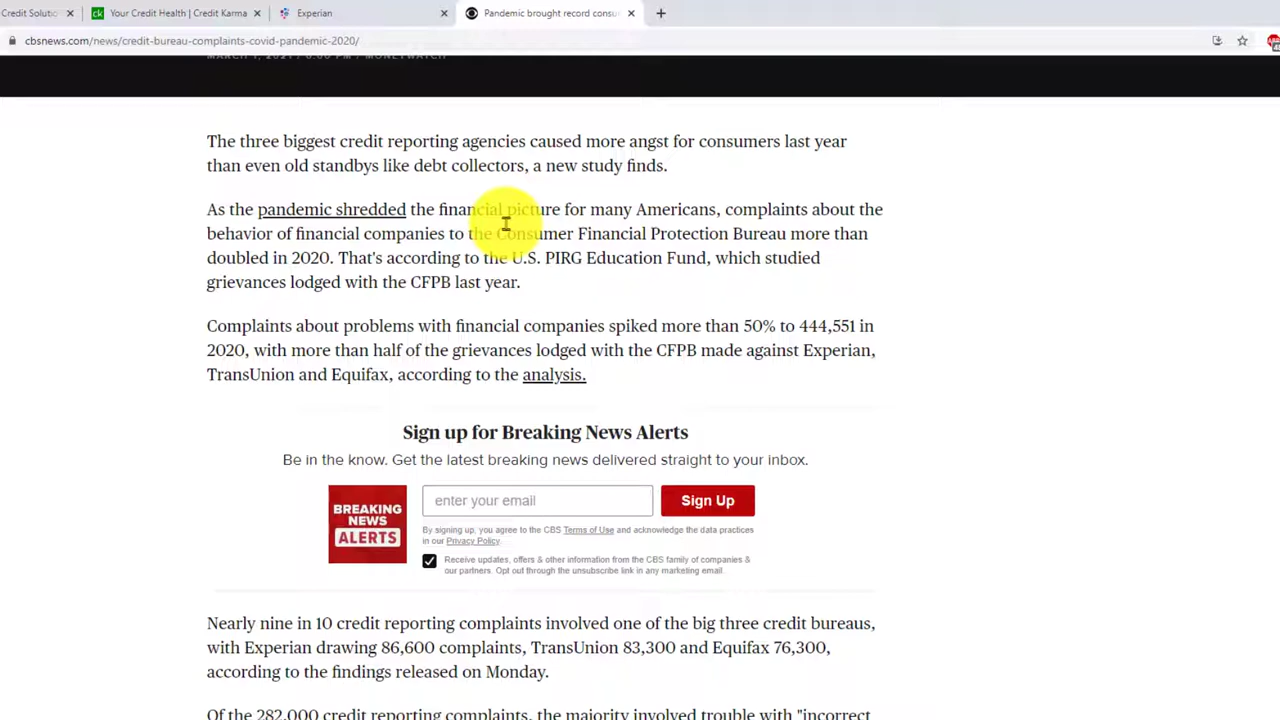 Credit Solutio
ck Your Credit Health | Credit Karma
Experian
Pandemic brought record consu
cbsnews.com/news/credit-bureau-complaints-covid-pandemic-2020/
MARCH 1, 2021 / 6:00 PM / MONEYWATCH
The three biggest credit reporting agencies caused more angst for consumers last year
than even old standbys like debt collectors, a new study finds.
As the pandemic shredded the financial picture for many Americans, complaints about the
behavior of financial companies to the Consumer Financial Protection Bureau more than
doubled in 2020. That's according to the U.S. PIRG Education Fund, which studied
grievances lodged with the CFPB last year.
Complaints about problems with financial companies spiked more than 50% to 444,551 in
2020, with more than half of the grievances lodged with the CFPB made against Experian,
TransUnion and Equifax, according to the analysis.
Sign up for Breaking News Alerts
Be in the know. Get the latest breaking news delivered straight to your inbox.
BREAKING
NEWS
ALERTS
enter your email
Sign Up
By signing up, you agree to the CBS Terms of Use and acknowledge the data practices
in our Privacy Policy.
Receive updates, offers & other information from the CBS family of companies &
our partners. Opt out through the unsubscribe link in any marketing email.
Nearly nine in 10 credit reporting complaints involved one of the big three credit bureaus,
with Experian drawing 86,600 complaints, TransUnion 83,300 and Equifax 76,300,
according to the findings released on Monday.
Of the 282,000 credit reporting complaints, the majority involved trouble with "incorrect